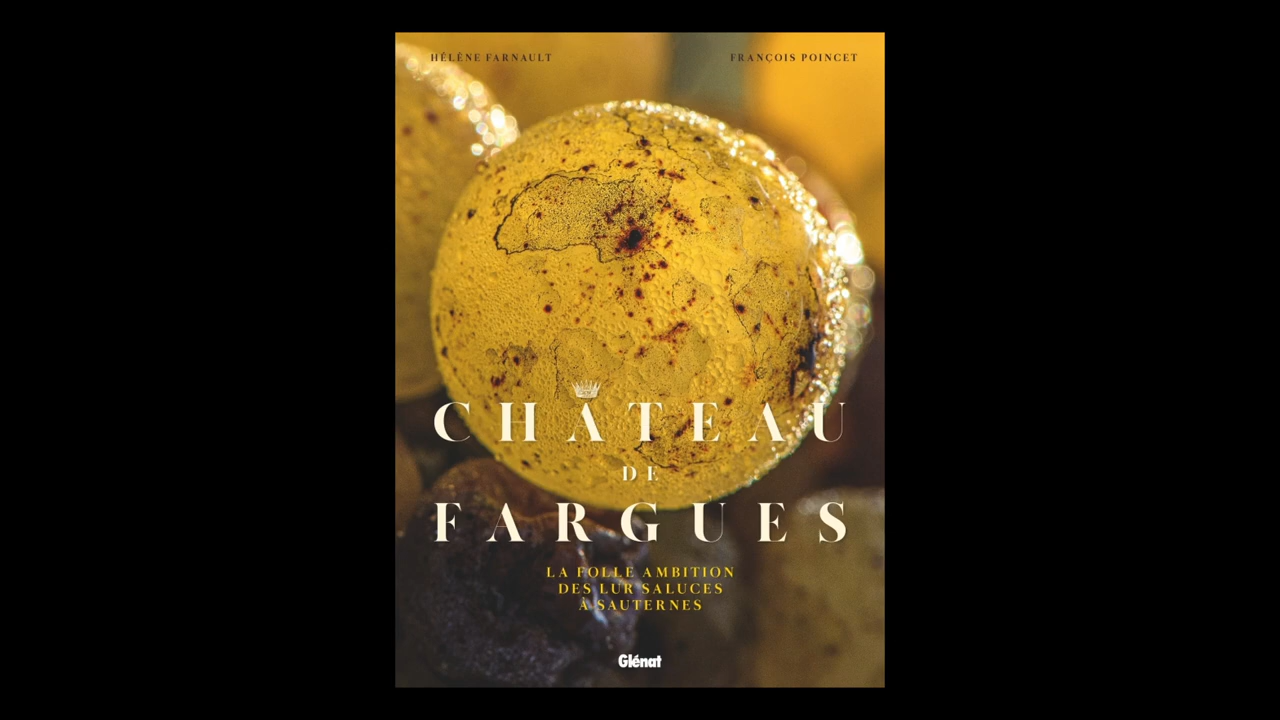 HÉLÈNE FARNAULT
FRANÇOIS POINCET
CHÂTEAU
DE
FARGUES
LA FOLLE AMBITION
DES LUR SALUCES
À SAUTERNES
Glénat